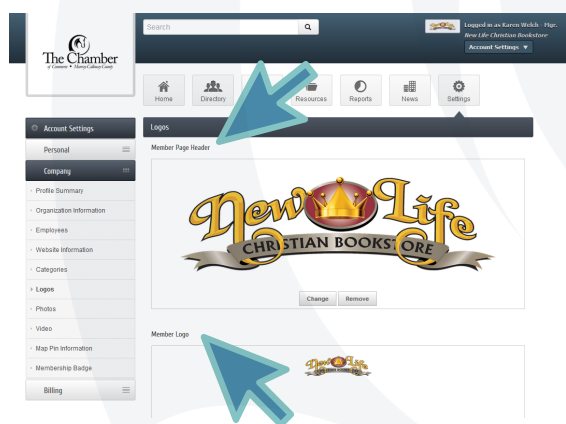 Search
Logged in as Karen Welch - Mgr.
New Life Christian Bookstore
Account Settings ▼
The Chamber
of Commerce • Murray-Calloway County
Home
Directory
Resources
Reports
News
Settings
Account Settings
Logos
Personal
Member Page Header
Company
Profile Summary
Organization Information
Employees
Website Information
Categories
Logos
Photos
Video
Map Pin Information
Membership Badge
Billing
New Life
CHRISTIAN BOOKSTORE
Change Remove
Member Logo
New Life